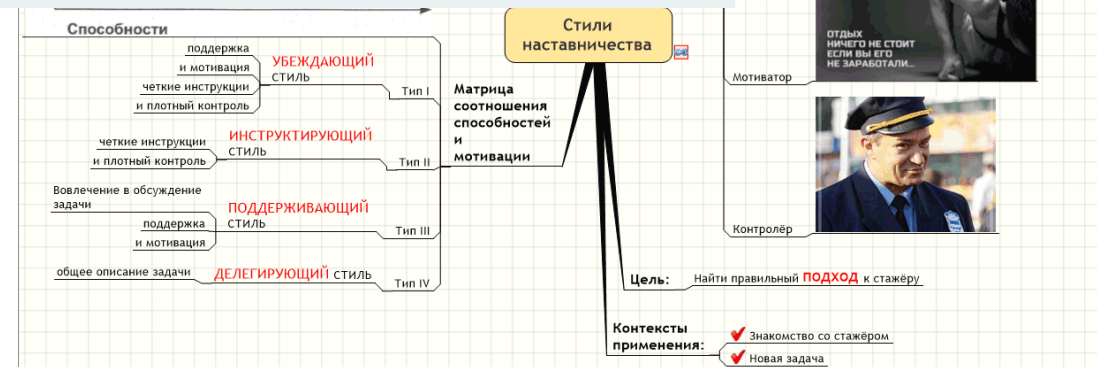 Способности
поддержка
и мотивация
четкие инструкции
и плотный контроль
УБЕЖДАЮЩИЙ
СТИЛЬ
Тип I
четкие инструкции
и плотный контроль
ИНСТРУКТИРУЮЩИЙ
СТИЛЬ
Тип II
Вовлечение в обсуждение
задачи
поддержка
и мотивация
ПОДДЕРЖИВАЮЩИЙ
СТИЛЬ
Тип III
общее описание задачи
ДЕЛЕГИРУЮЩИЙ СТИЛЬ
Тип IV
Матрица
соотношения
способностей
и
мотивации
Стили
наставничества
ОТДЫХ
НИЧЕГО НЕ СТОИТ
ЕСЛИ ВЫ ЕГО
НЕ ЗАРАБОТАЛИ...
Мотиватор
Контролёр
Цель:
Найти правильный ПОДХОД к стажёру
Контексты
применения:
Знакомство со стажёром
Новая задача